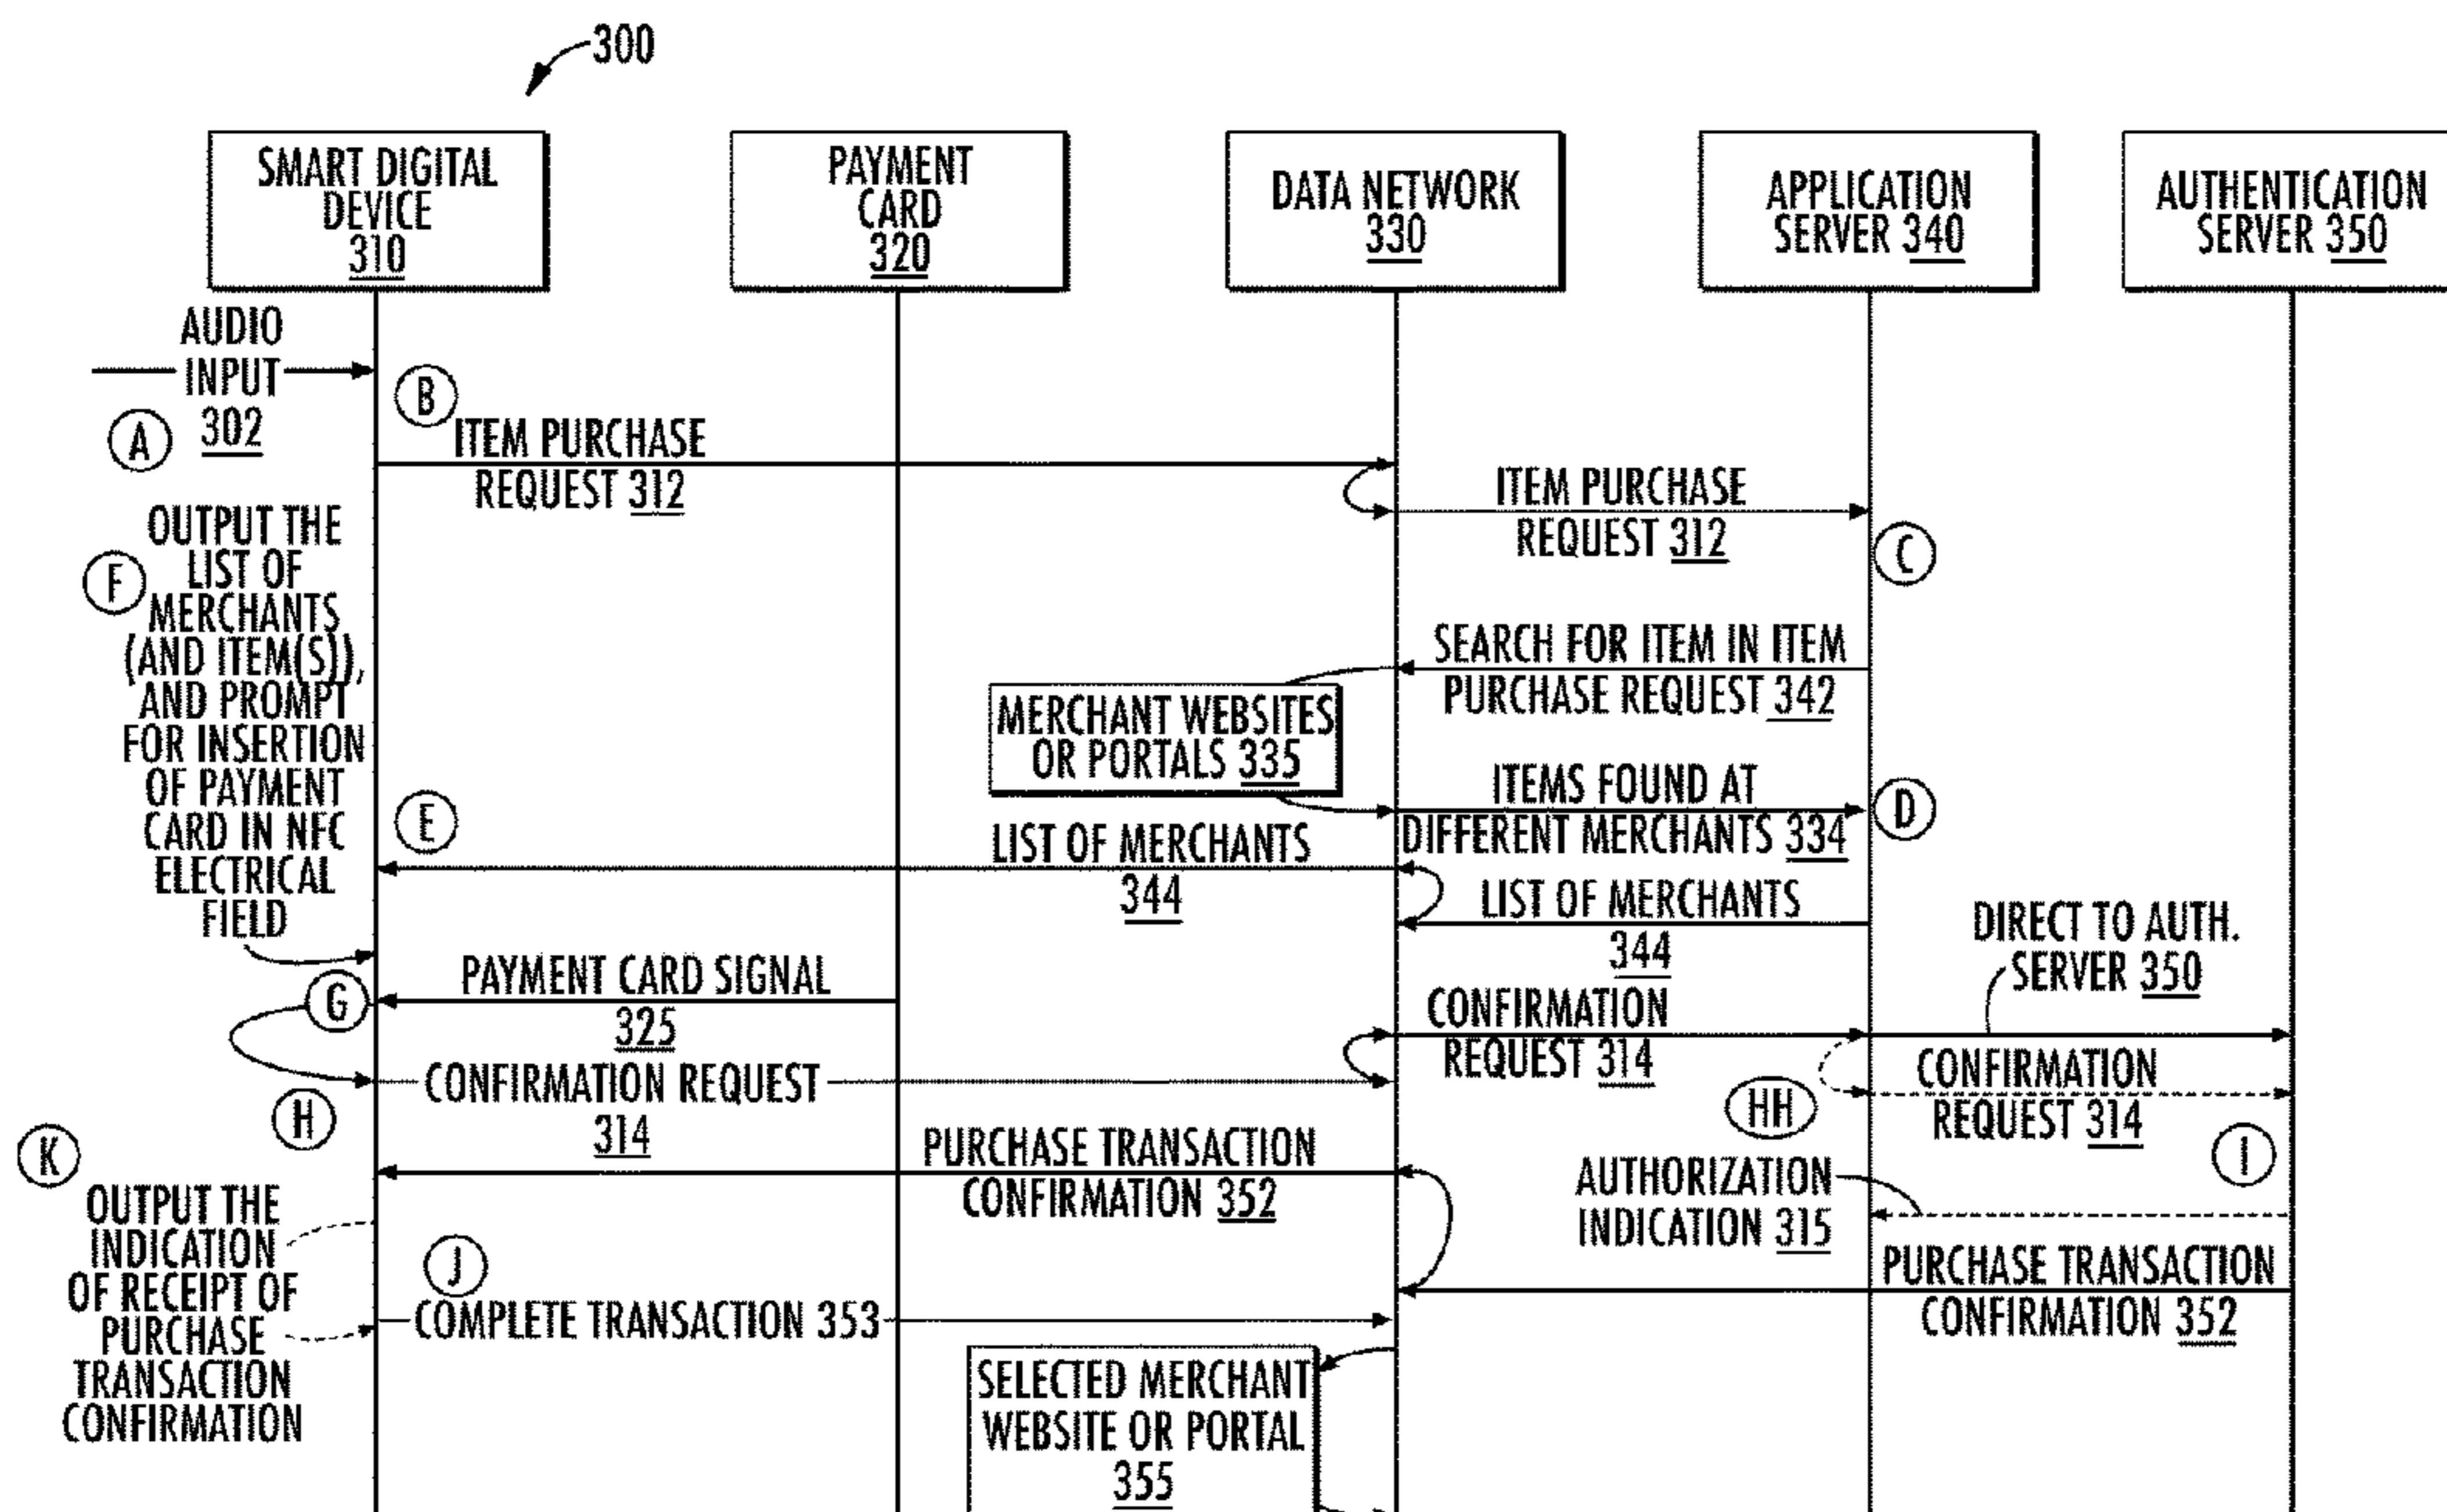 300
SMART DIGITAL
DEVICE
310
PAYMENT
CARD
320
DATA NETWORK
330
APPLICATION
SERVER 340
AUTHENTICATION
SERVER 350
AUDIO
INPUT
302
A
B
ITEM PURCHASE
REQUEST 312
ITEM PURCHASE
REQUEST 312
C
F
OUTPUT THE
LIST OF
MERCHANTS
(AND ITEM(S)),
AND PROMPT
FOR INSERTION
OF PAYMENT
CARD IN NFC
ELECTRICAL
FIELD
SEARCH FOR ITEM IN ITEM
PURCHASE REQUEST 342
MERCHANT WEBSITES
OR PORTALS 335
ITEMS FOUND AT
DIFFERENT MERCHANTS 334
D
E
LIST OF MERCHANTS
344
LIST OF MERCHANTS
344
DIRECT TO AUTH.
SERVER 350
G
PAYMENT CARD SIGNAL
325
CONFIRMATION
REQUEST 314
CONFIRMATION REQUEST
314
H
HH
CONFIRMATION
REQUEST 314
I
K
PURCHASE TRANSACTION
CONFIRMATION 352
AUTHORIZATION
INDICATION 315
OUTPUT THE
INDICATION
OF RECEIPT OF
PURCHASE
TRANSACTION
CONFIRMATION
J
COMPLETE TRANSACTION 353
PURCHASE TRANSACTION
CONFIRMATION 352
SELECTED MERCHANT
WEBSITE OR PORTAL
355